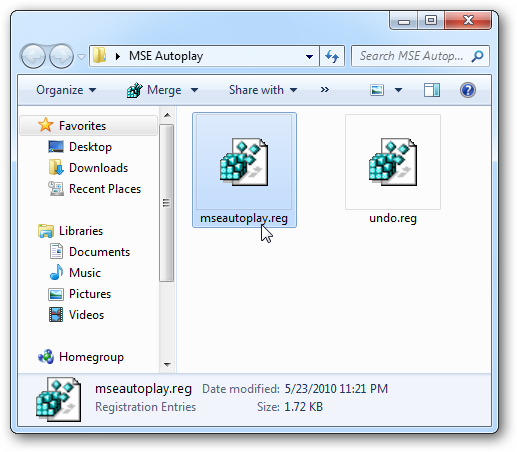 MSE Autoplay
Search MSE Autop...
Organize Merge Share with »
Favorites
Desktop
Downloads
Recent Places
Libraries
Documents
Music
Pictures
Videos
Homegroup
mseautoplay.reg
undo.reg
mseautoplay.reg Date modified: 5/23/2010 11:21 PM
Registration Entries Size: 1.72 KB